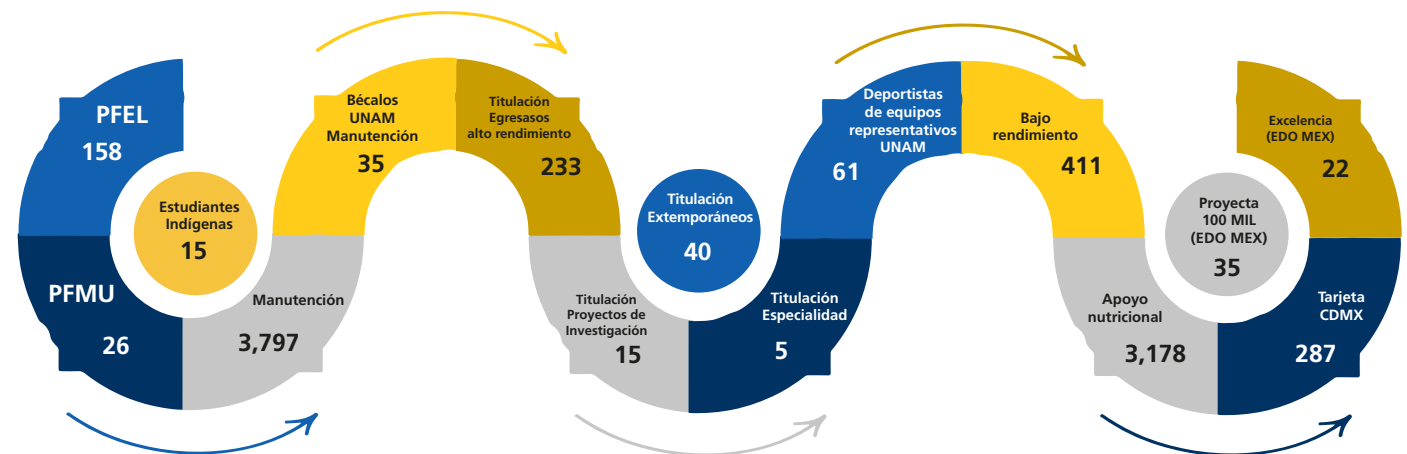 PFEL
158
PFMU
26
Estudiantes
Indígenas
15
Manutención
3,797
Bécalos
UNAM
Manutención
35
Titulación
Egresasos
alto rendimiento
233
Titulación
Proyectos de
Investigación
15
Titulación
Extemporáneos
40
Titulación
Especialidad
5
Deportistas
de equipos
representativos
UNAM
61
Bajo
rendimiento
411
Apoyo
nutricional
3,178
Proyecta
100 MIL
(EDO MEX)
35
Tarjeta
CDMX
287
Excelencia
(EDO MEX)
22